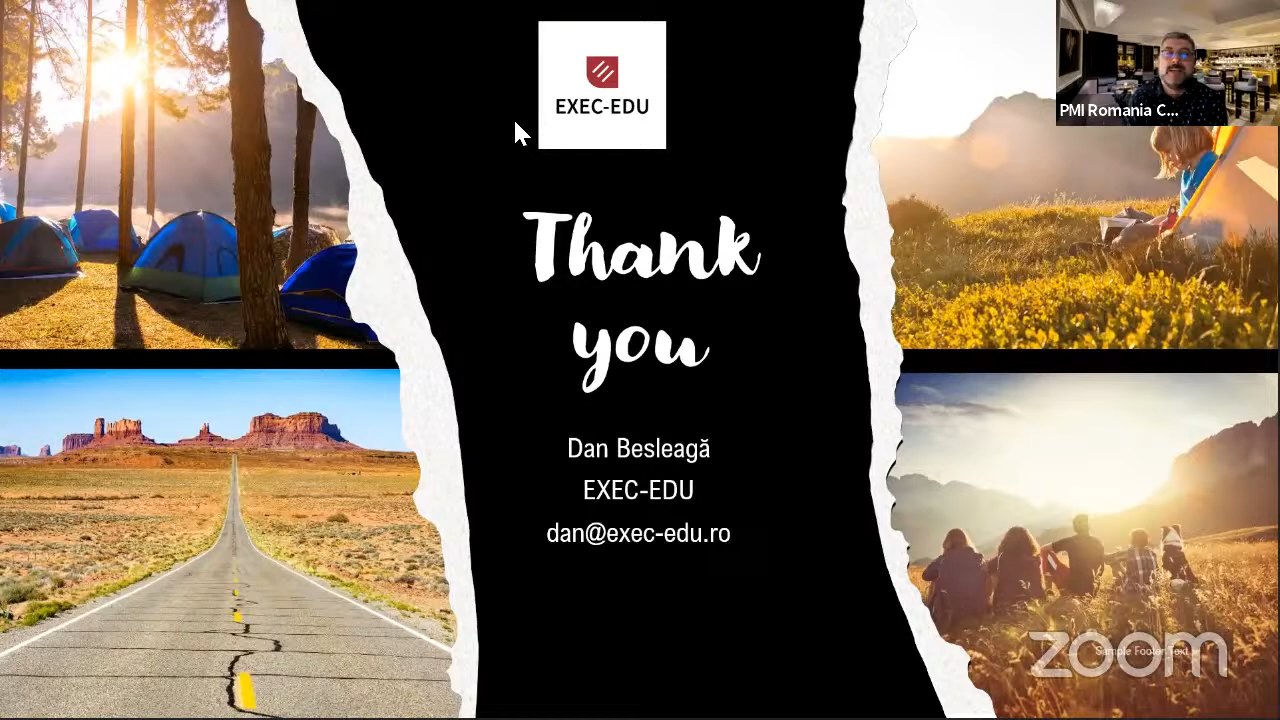 EXEC-EDU
PMI Romania C...
Thank
you
Dan Besleagă
EXEC-EDU
dan@exec-edu.ro
Sample Footer Text
zoom